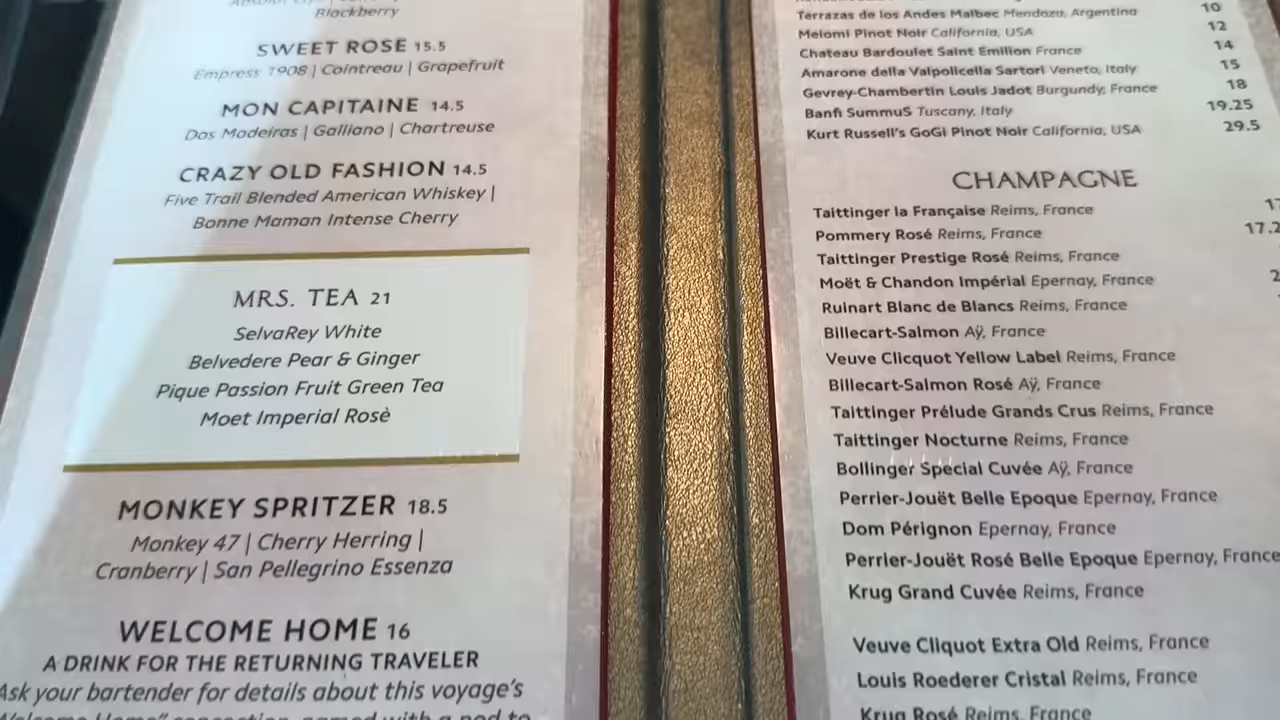 Blackberry
SWEET ROSE 15.5
Empress 1908 | Cointreau | Grapefruit
MON CAPITAINE 14.5
Dos Madeiras | Galliano | Chartreuse
CRAZY OLD FASHION 14.5
Five Trail Blended American Whiskey |
Bonne Maman Intense Cherry
MRS. TEA 21
SelvaRey White
Belvedere Pear & Ginger
Pique Passion Fruit Green Tea
Moet Imperial Rosè
MONKEY SPRITZER 18.5
Monkey 47 | Cherry Herring |
Cranberry | San Pellegrino Essenza
WELCOME HOME 16
A DRINK FOR THE RETURNING TRAVELER
Ask your bartender for details about this voyage's
Terrazas de los Andes Malbec Mendoza, Argentina 10
Meiomi Pinot Noir California, USA 12
Chateau Bardoulet Saint Emilion France 14
Amarone della Valpolicella Sartori Veneto, Italy 15
Gevrey-Chambertin Louis Jadot Burgundy, France 18
Banfi SummuS Tuscany, Italy 19.25
Kurt Russell's GoGi Pinot Noir California, USA 29.5
CHAMPAGNE
Taittinger la Française Reims, France
Pommery Rosé Reims, France
Taittinger Prestige Rosé Reims, France
Moët & Chandon Impérial Epernay, France
Ruinart Blanc de Blancs Reims, France
Billecart-Salmon Aÿ, France
Veuve Clicquot Yellow Label Reims, France
Billecart-Salmon Rosé Aÿ, France
Taittinger Prélude Grands Crus Reims, France
Taittinger Nocturne Reims, France
Bollinger Special Cuvée Aÿ, France
Perrier-Jouët Belle Epoque Epernay, France
Dom Pérignon Epernay, France
Perrier-Jouët Rosé Belle Epoque Epernay, France
Krug Grand Cuvée Reims, France
Veuve Cliquot Extra Old Reims, France
Louis Roederer Cristal Reims, France
Krug Rosé Reims, France